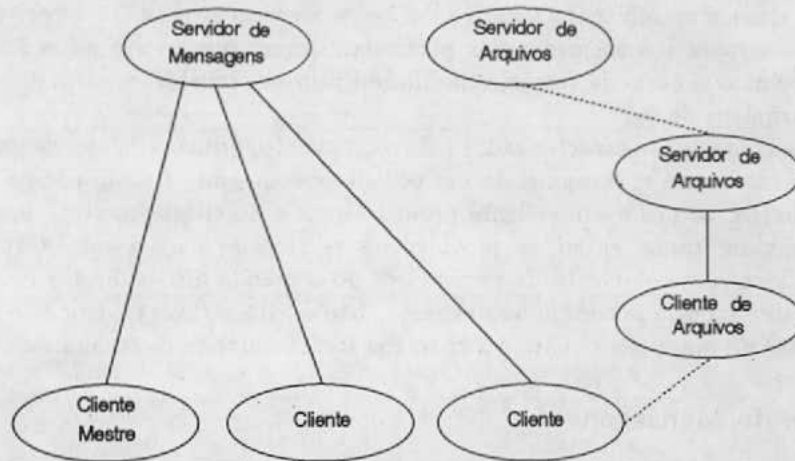 Servidor de
Mensagens
Servidor de
Arquivos
Servidor de
Arquivos
Cliente de
Arquivos
Cliente
Mestre
Cliente
Cliente